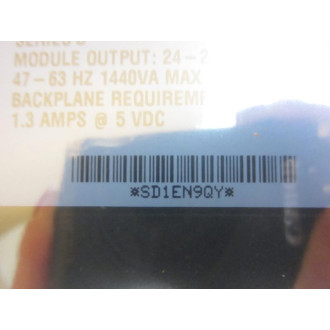 MODULE OUTPUT: 24-2
47-63 HZ 1440VA MAX
BACKPLANE REQUIREM
1.3 AMPS @ 5 VDC
*SD1EN9QY*